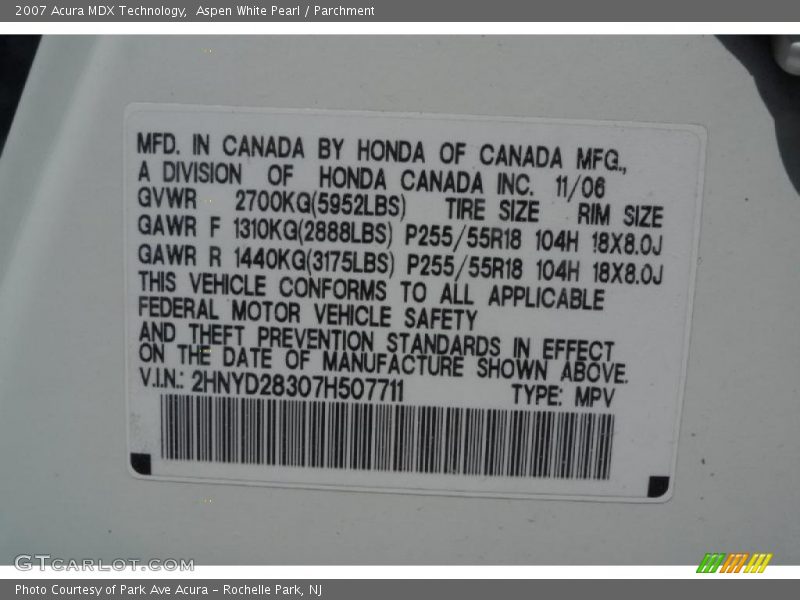 2007 Acura MDX Technology,  Aspen White Pearl / Parchment
MFD. IN CANADA BY HONDA OF CANADA MFG.,
A DIVISION OF HONDA CANADA INC. 11/06
GVWR 2700KG(5952LBS) TIRE SIZE RIM SIZE
GAWR F 1310KG(2888LBS) P255/55R18 104H 18X8.0J
GAWR R 1440KG(3175LBS) P255/55R18 104H 18X8.0J
THIS VEHICLE CONFORMS TO ALL APPLICABLE
FEDERAL MOTOR VEHICLE SAFETY
AND THEFT PREVENTION STANDARDS IN EFFECT
ON THE DATE OF MANUFACTURE SHOWN ABOVE.
V.I.N.: 2HNYD28307H507711 TYPE: MPV
GTCARLOT.COM
Photo Courtesy of Park Ave Acura - Rochelle Park, NJ